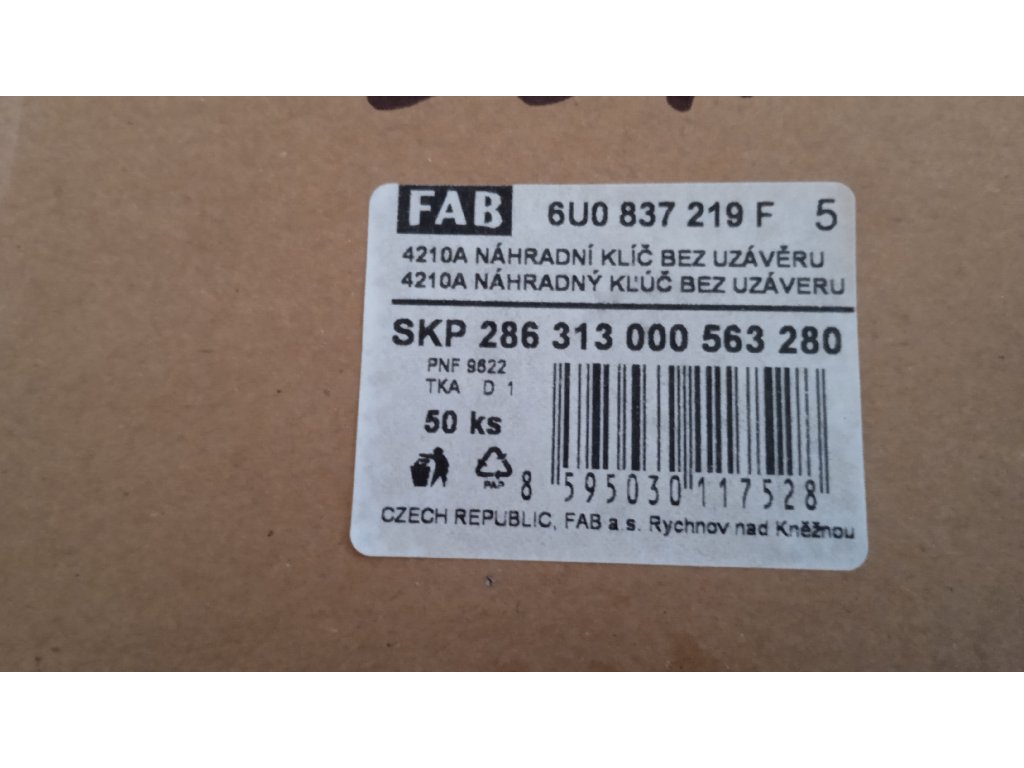 FAB 6U0 837 219 F 5
4210A NÁHRADNÍ KLÍČ BEZ UZÁVĚRU
4210A NÁHRADNÝ KĽÚČ BEZ UZÁVERU
SKP 286 313 000 563 280
PNF 9622
TKA D 1
50 ks
PAP
8 595030 117528
CZECH REPUBLIC, FAB a.s. Rychnov nad Kněžnou